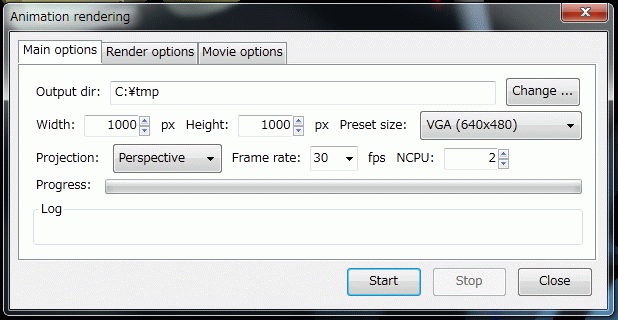 Animation rendering
Main options Render options Movie options
Output dir: C:¥tmp Change ...
Width: 1000 px Height: 1000 px Preset size: VGA (640x480)
Projection: Perspective Frame rate: 30 fps NCPU: 2
Progress:
Log
Start Stop Close